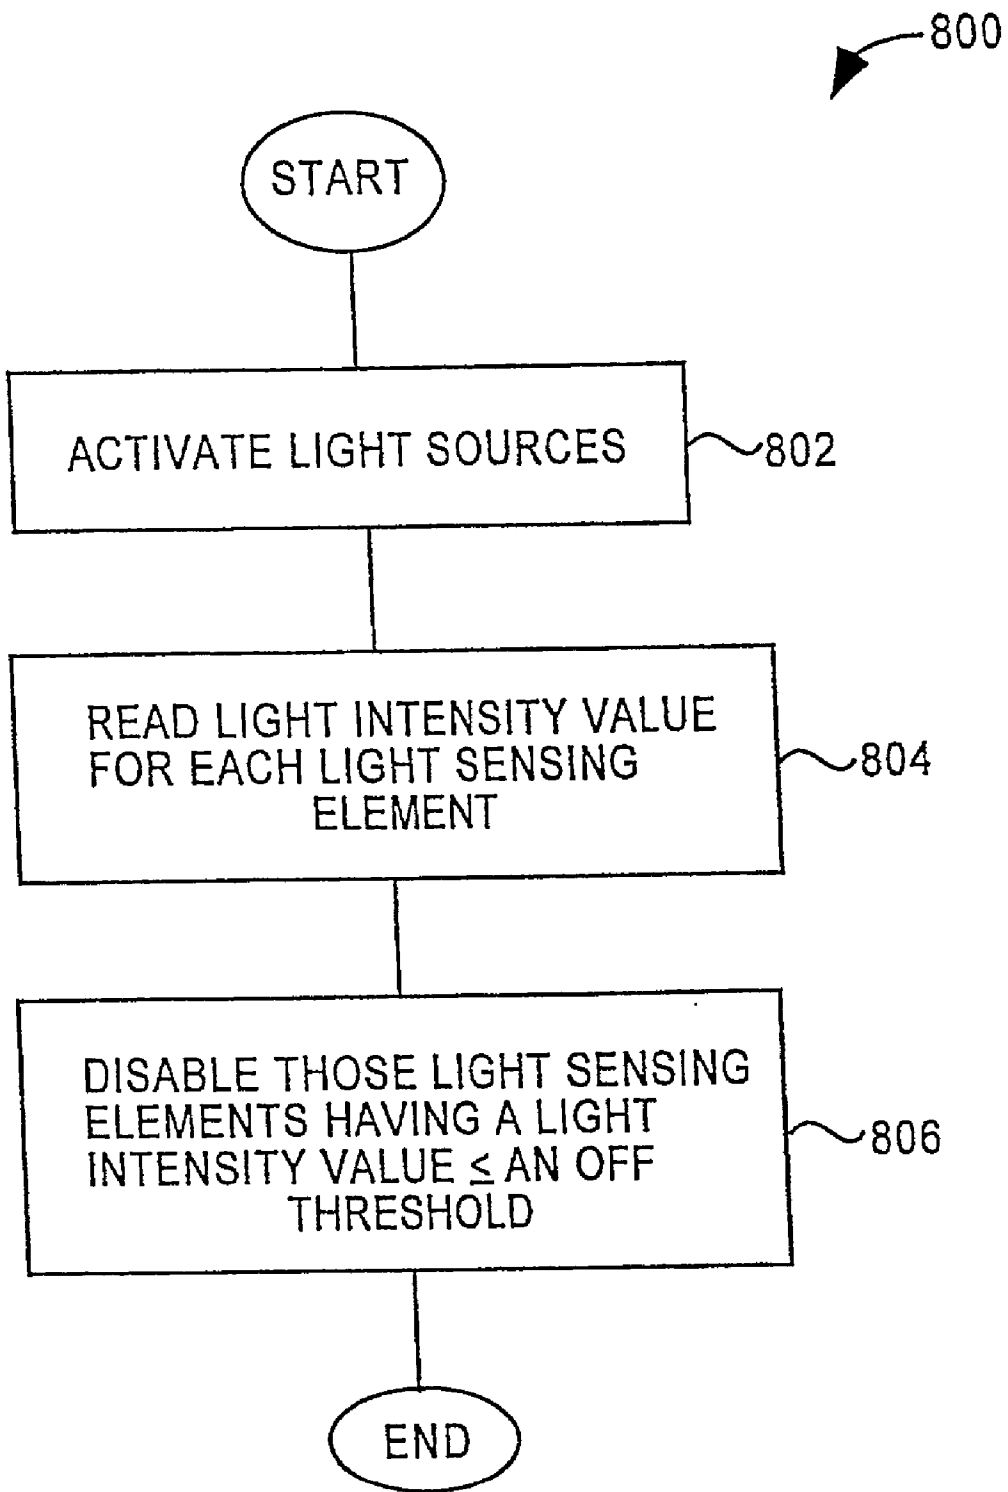 800
START
ACTIVATE LIGHT SOURCES
802
READ LIGHT INTENSITY VALUE
FOR EACH LIGHT SENSING
ELEMENT
804
DISABLE THOSE LIGHT SENSING
ELEMENTS HAVING A LIGHT
INTENSITY VALUE ≤ AN OFF
THRESHOLD
806
END